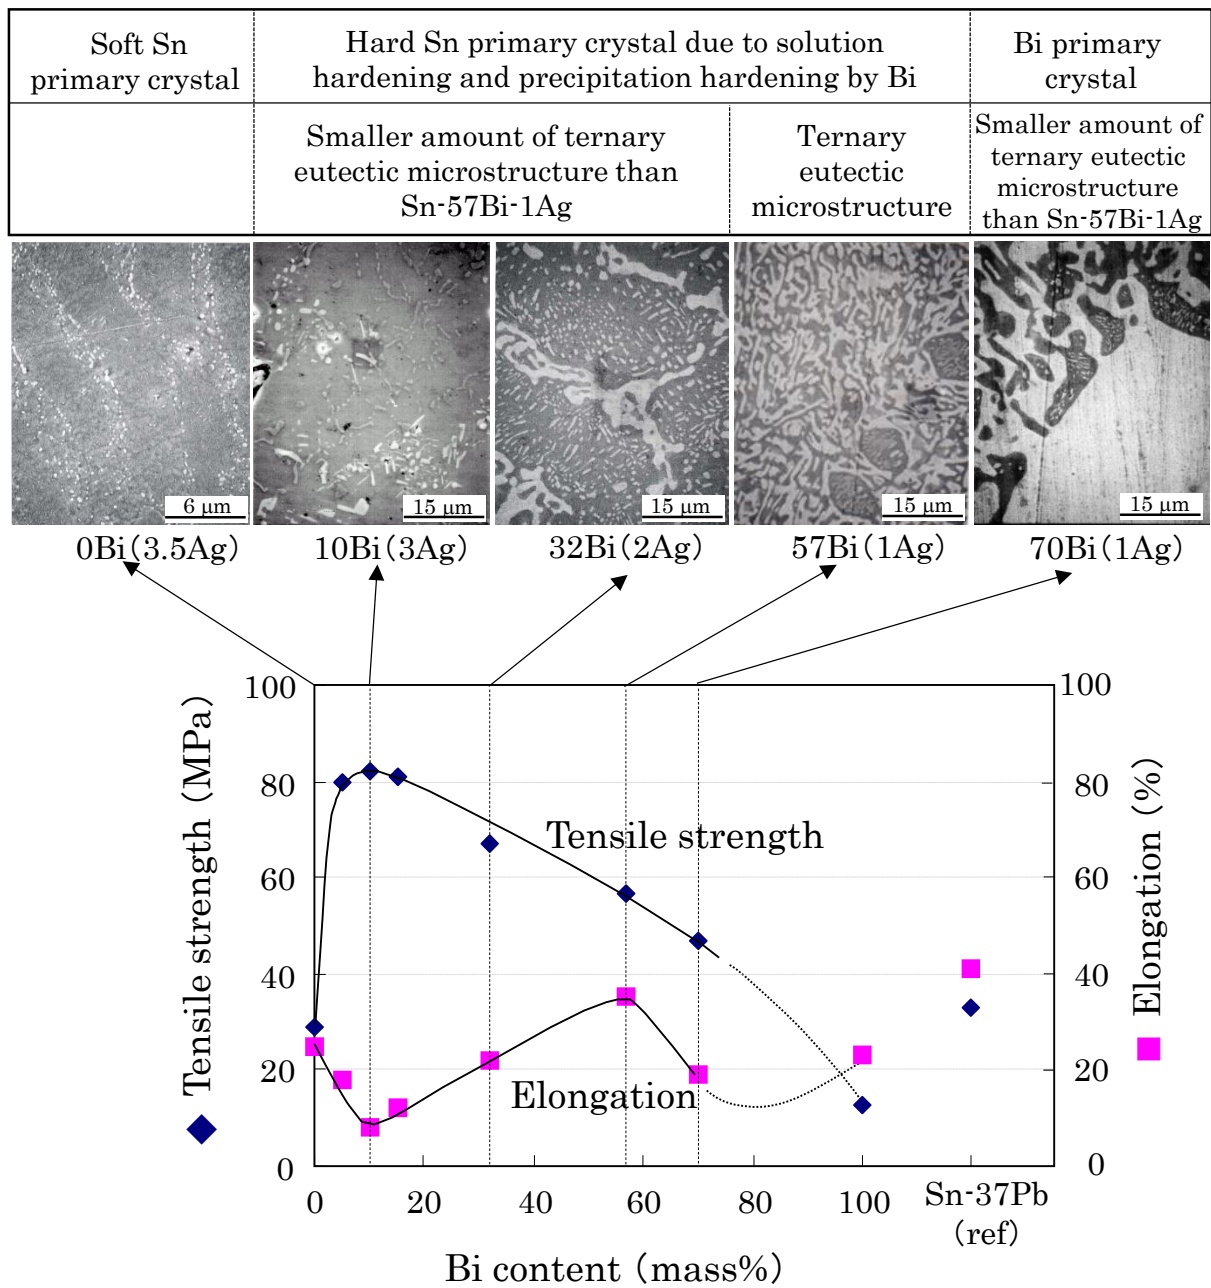 Soft Sn
primary crystal
Hard Sn primary crystal due to solution
hardening and precipitation hardening by Bi
Bi primary
crystal
Smaller amount of ternary
eutectic microstructure than
Sn-57Bi-1Ag
Ternary
eutectic
microstructure
Smaller amount of
ternary eutectic
microstructure
than Sn-57Bi-1Ag
6 μm
15 μm
15 μm
15 μm
15 μm
0Bi(3.5Ag)
10Bi(3Ag)
32Bi(2Ag)
57Bi(1Ag)
70Bi(1Ag)
100
80
60
40
20
0
Tensile strength (MPa)
Tensile strength
Elongation
100
80
60
40
20
0
Elongation (%)
0
20
40
60
80
100
Sn-37Pb
(ref)
Bi content (mass%)